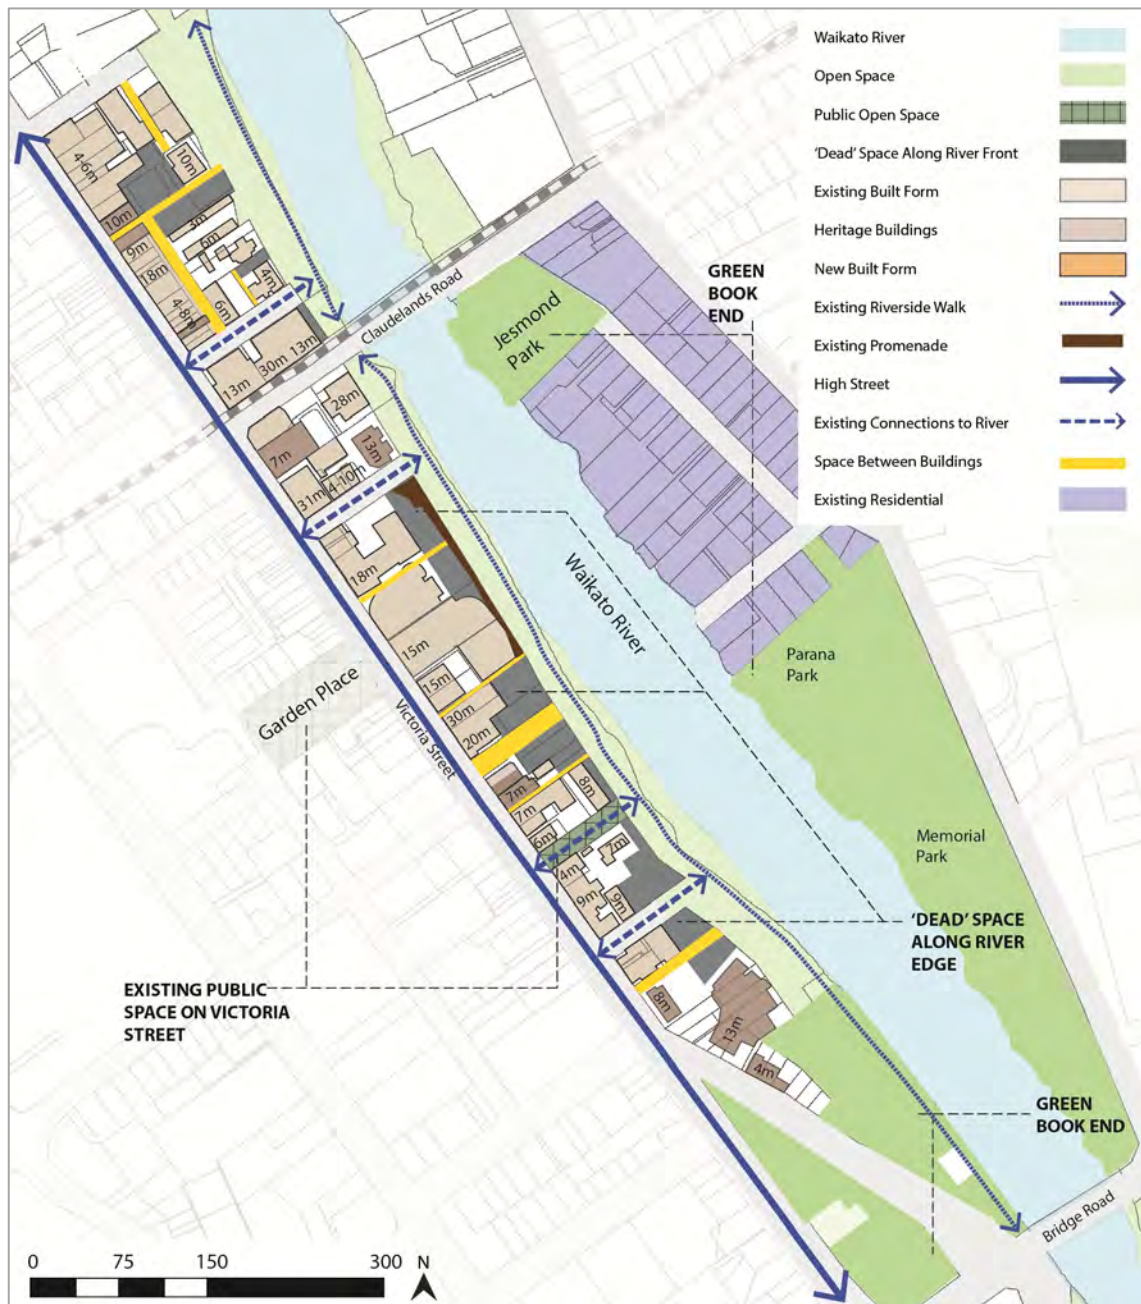 Waikato River
Open Space
Public Open Space
'Dead' Space Along River Front
Existing Built Form
Heritage Buildings
New Built Form
Existing Riverside Walk
Existing Promenade
High Street
Existing Connections to River
Space Between Buildings
Existing Residential
4-6m
10m
10m
3m
6m
9m
18m
4-8m
6m
14m
13m
30m
13m
Claudelands Road
GREEN
BOOK
END
Jesmond
Park
28m
7m
13m
31m
4-10m
18m
Waikato River
15m
15m
Garden Place
Victoria Street
30m
20m
Parana
Park
7m
8m
7m
6m
7m
4m
9m
9m
Memorial
Park
'DEAD' SPACE
ALONG RIVER
EDGE
EXISTING PUBLIC
SPACE ON VICTORIA
STREET
8m
13m
4m
GREEN
BOOK END
Bridge Road
0 75 150 300 N